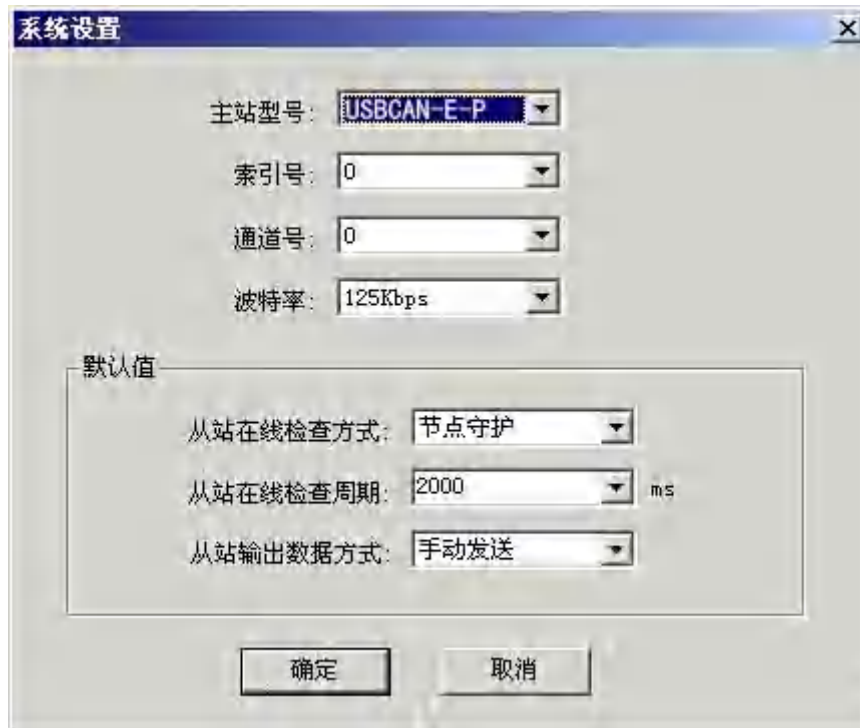 系统设置
主站型号: USBCAN-E-P
索引号: 0
通道号: 0
波特率: 125Kbps
默认值
从站在线检查方式: 节点守护
从站在线检查周期: 2000 ms
从站输出数据方式: 手动发送
确定 取消